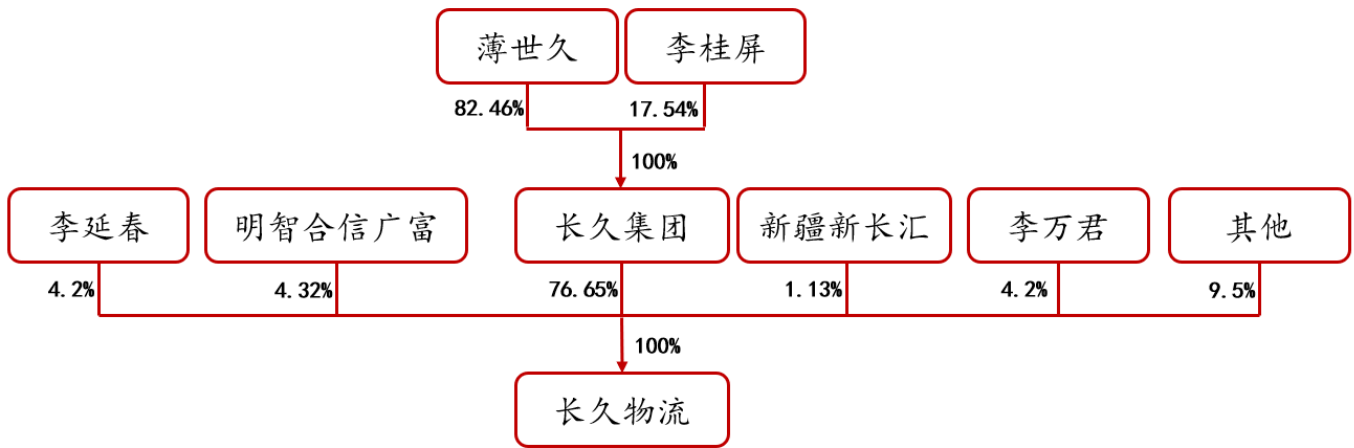 薄世久
李桂屏
82.46%
17.54%
100%
李延春
明智合信广富
长久集团
新疆新长汇
李万君
其他
4.2%
4.32%
76.65%
1.13%
4.2%
9.5%
100%
长久物流